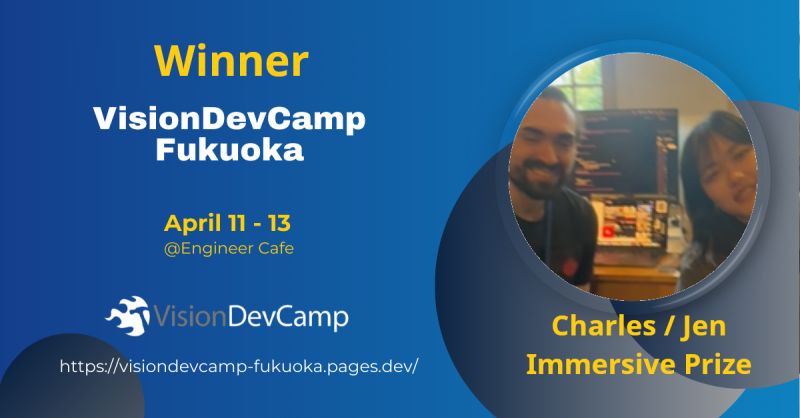 Winner
VisionDevCamp
Fukuoka
April 11 - 13
@Engineer Cafe
VisionDevCamp
https://visiondevcamp-fukuoka.pages.dev/
Charles / Jen
Immersive Prize